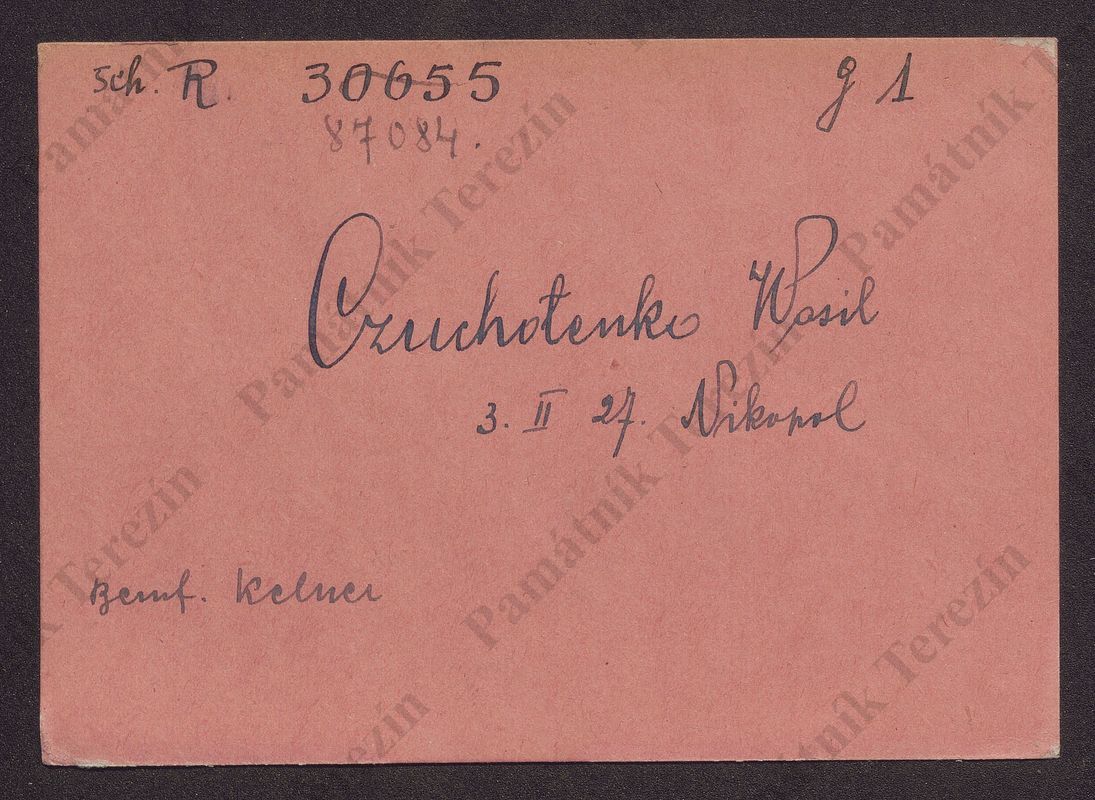 Sch. R. 30655 g 1
87084.
Czuchotenko Wasil
3. II 27. Nikopol
Beruf. Kelner
Památník Terezín